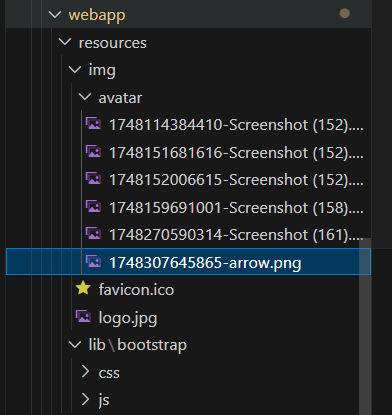 webapp
resources
img
avatar
1748114384410-Screenshot (152)....
1748151681616-Screenshot (152)....
1748152006615-Screenshot (152)....
1748159691001-Screenshot (158)....
1748270590314-Screenshot (161)....
1748307645865-arrow.png
favicon.ico
logo.jpg
lib\bootstrap
css
js